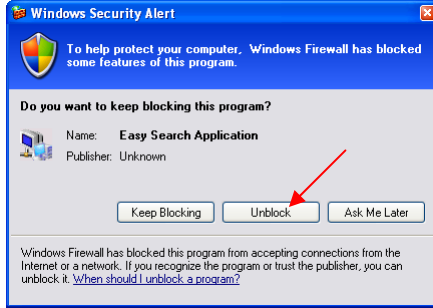 Windows Security Alert
To help protect your computer, Windows Firewall has blocked
some features of this program.
Do you want to keep blocking this program?
Name: Easy Search Application
Publisher: Unknown
Keep Blocking Unblock Ask Me Later
Windows Firewall has blocked this program from accepting connections from the
Internet or a network. If you recognize the program or trust the publisher, you can
unblock it. When should I unblock a program?